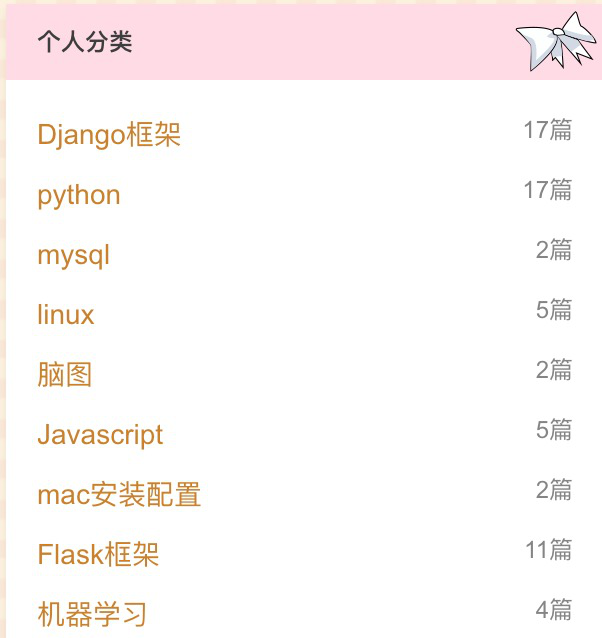 个人分类
Django框架 17篇
python 17篇
mysql 2篇
linux 5篇
脑图 2篇
Javascript 5篇
mac安装配置 2篇
Flask框架 11篇
机器学习 4篇